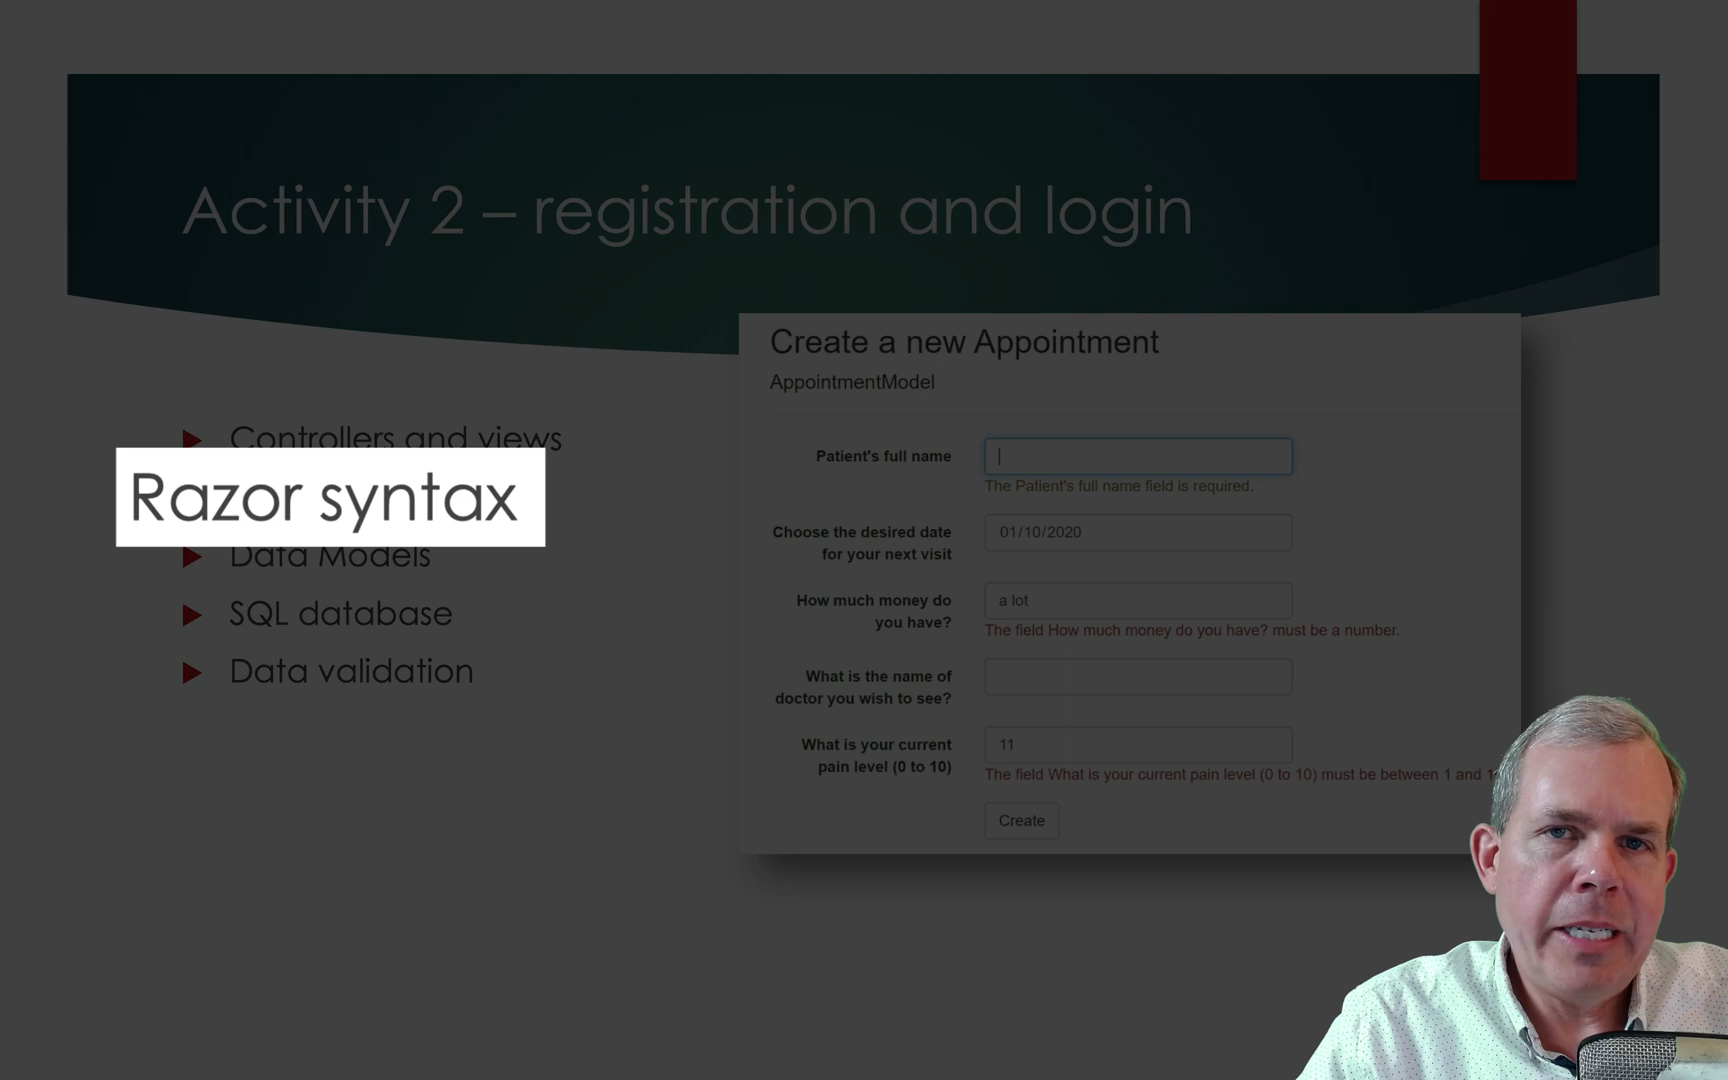 Activity 2 – registration and login
Controllers and views
Razor syntax
Data Models
SQL database
Data validation
Create a new Appointment
AppointmentModel
Patient's full name
The Patient's full name field is required.
Choose the desired date
for your next visit
01/10/2020
How much money do
you have?
a lot
The field How much money do you have? must be a number.
What is the name of
doctor you wish to see?
What is your current
pain level (0 to 10)
11
The field What is your current pain level (0 to 10) must be between 1 and
Create